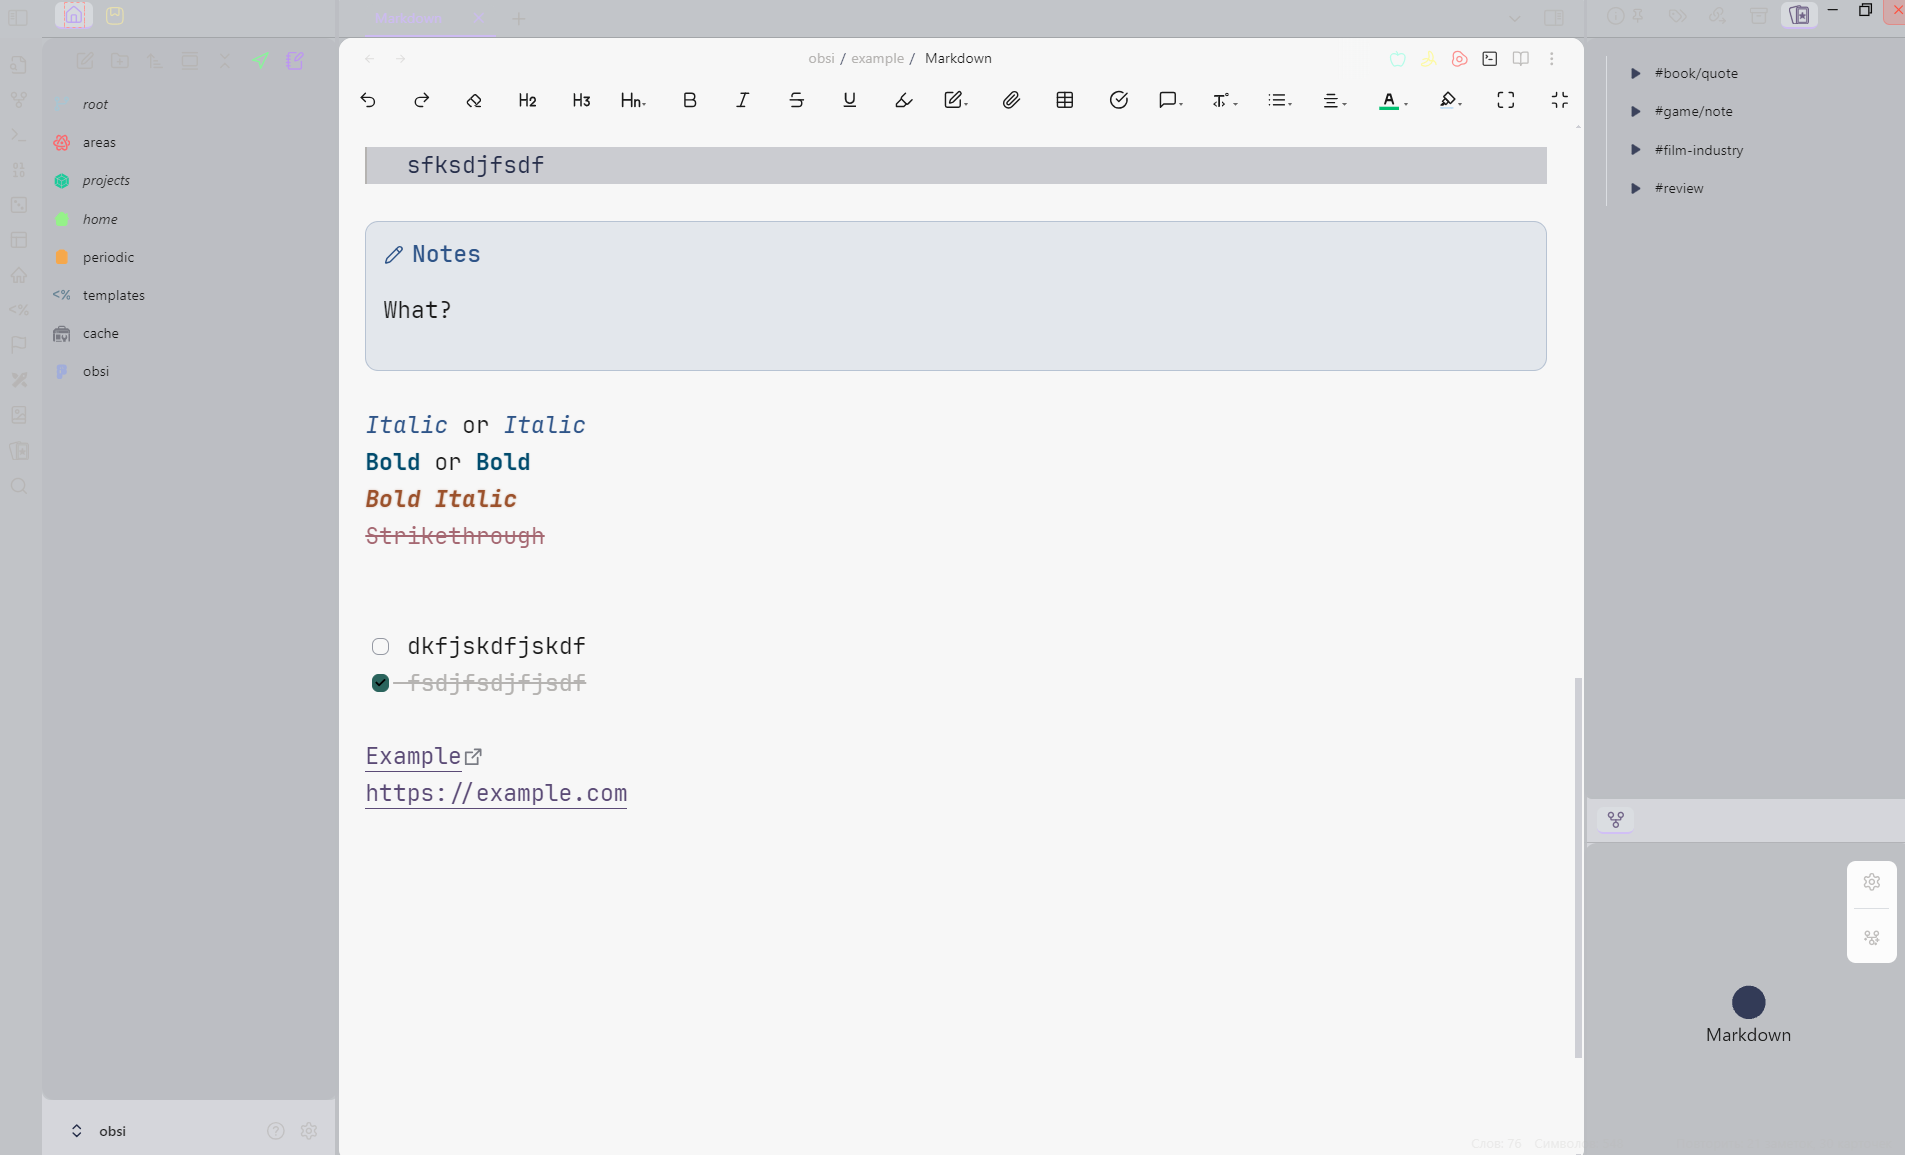 obsi / example / Markdown
H2 H3 Hn B I S U A
root
areas
projects
home
periodic
<% templates
cache
obsi
sfksdjfsdf
Notes
What?
Italic or Italic
Bold or Bold
Bold Italic
Strikethrough
dkfjskdfjskdf
fsdjfsdjfjsdf
Example
https://example.com
#book/quote
#game/note
#film-industry
#review
Markdown
obsi
Слов: 76